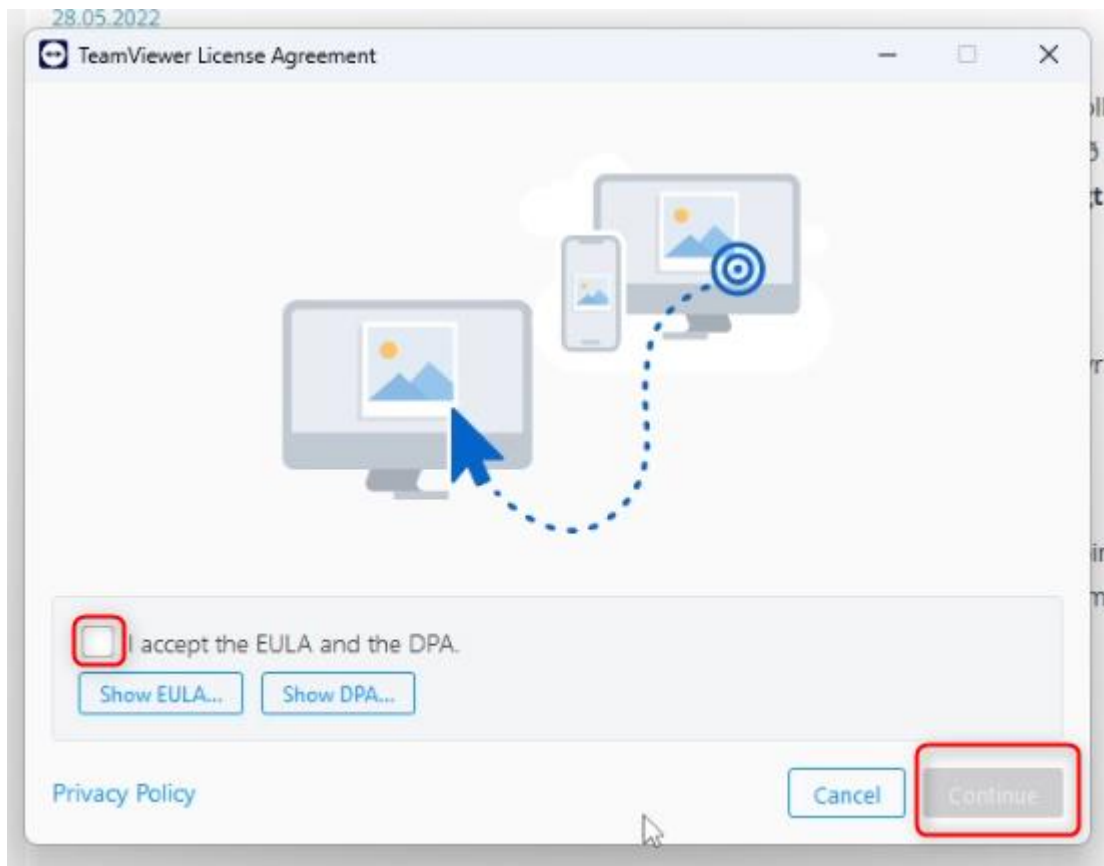 28.05.2022
TeamViewer License Agreement
I accept the EULA and the DPA.
Show EULA... Show DPA...
Privacy Policy
Cancel Continue